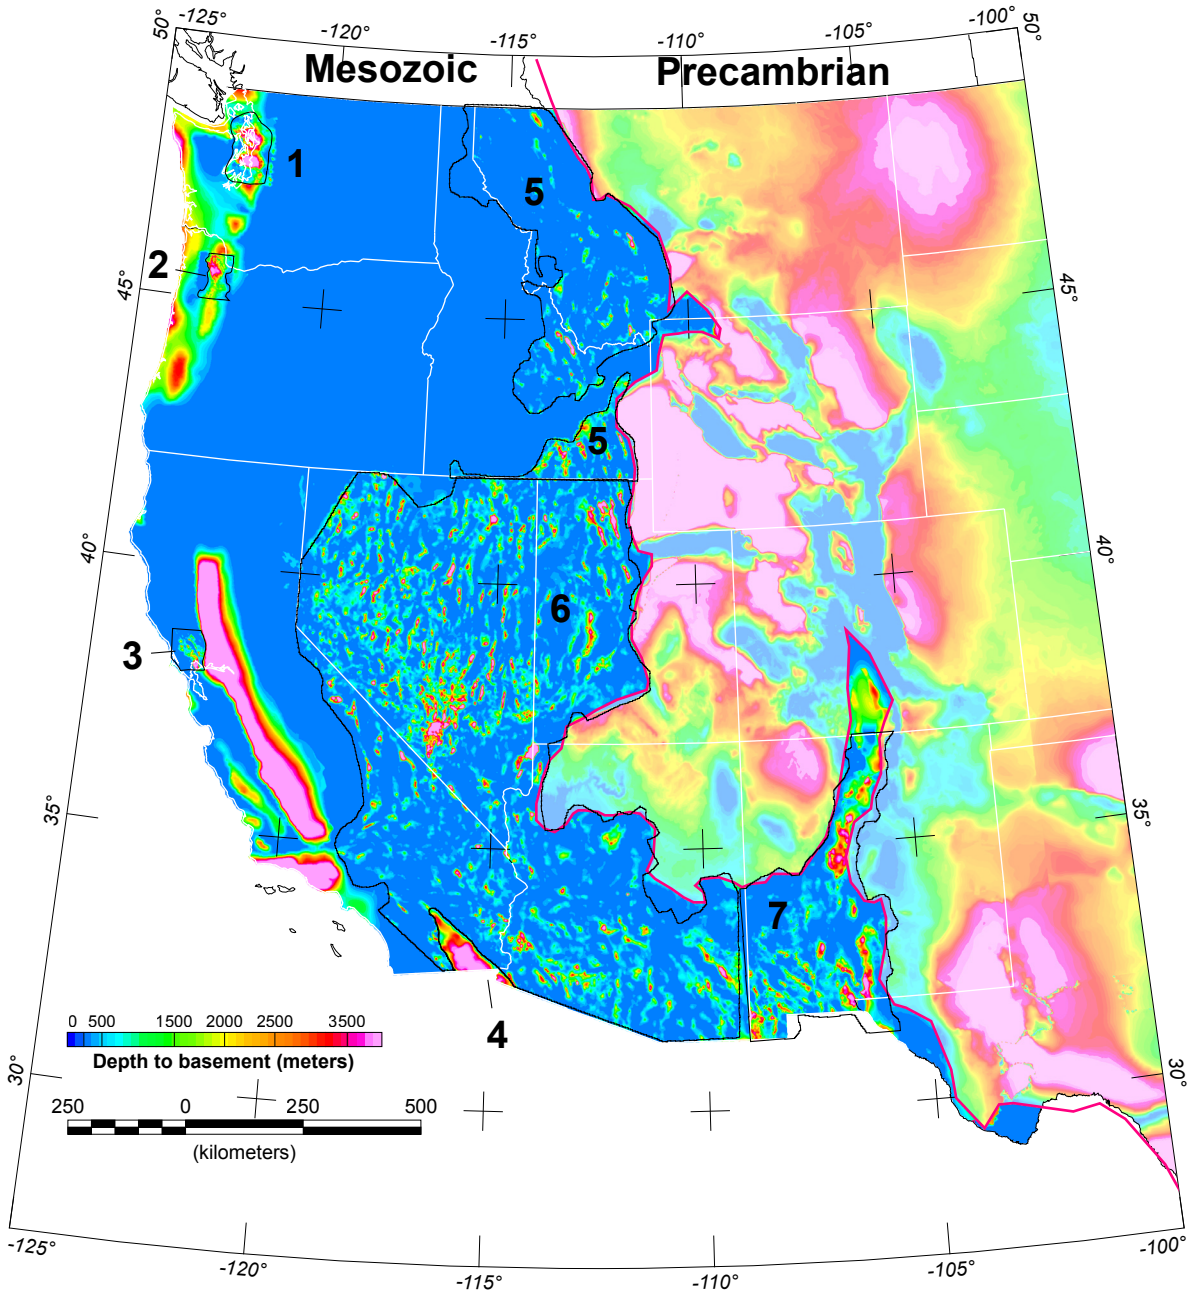 50° -125° -120° -115° -110° -105° -100° 50°
Mesozoic Precambrian
1
5
2
45° 45°
5
40° 40°
6
3
35° 35°
7
4
0 500 1500 2000 2500 3500
Depth to basement (meters)
30° 30°
250 0 250 500
(kilometers)
-125° -120° -115° -110° -105° -100°